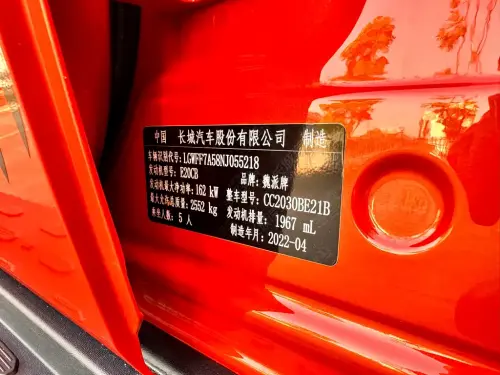 中国 长城汽车股份有限公司 制造
车辆识别代号: LGWFF7A58NJ055218
发动机型号: E20CB 品牌: 魏派牌
发动机最大净功率: 162 kW 整车型号: CC2030BE21B
最大允许总质量: 2552 kg 发动机排量: 1967 mL
乘坐人数: 5 人 制造年月: 2022-04